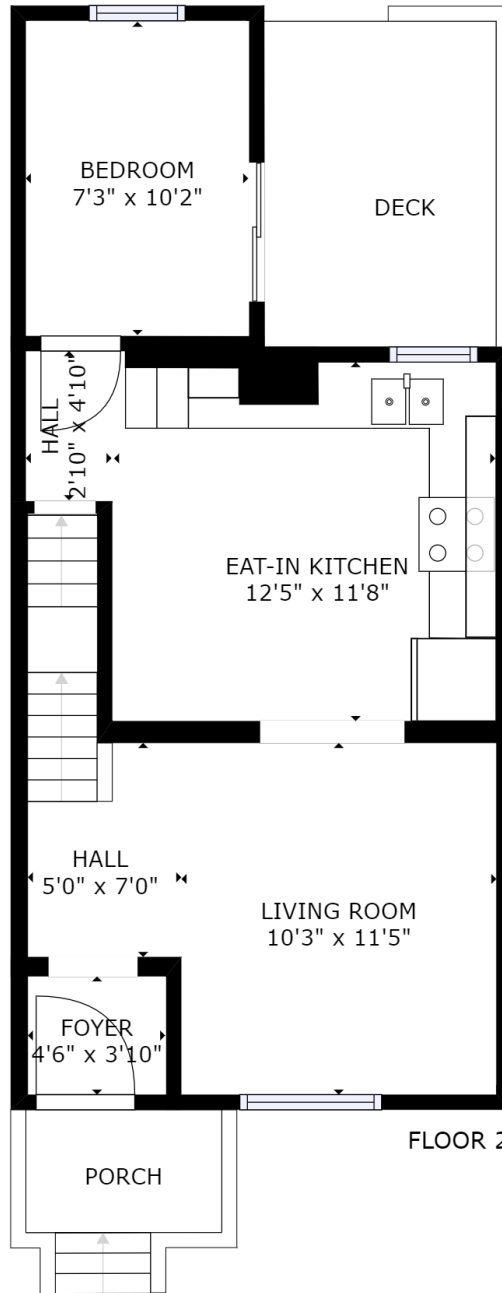 BEDROOM
7'3" x 10'2"
DECK
HALL
2'10" x 4'10"
EAT-IN KITCHEN
12'5" x 11'8"
HALL
5'0" x 7'0"
LIVING ROOM
10'3" x 11'5"
FOYER
4'6" x 3'10"
FLOOR 2
PORCH